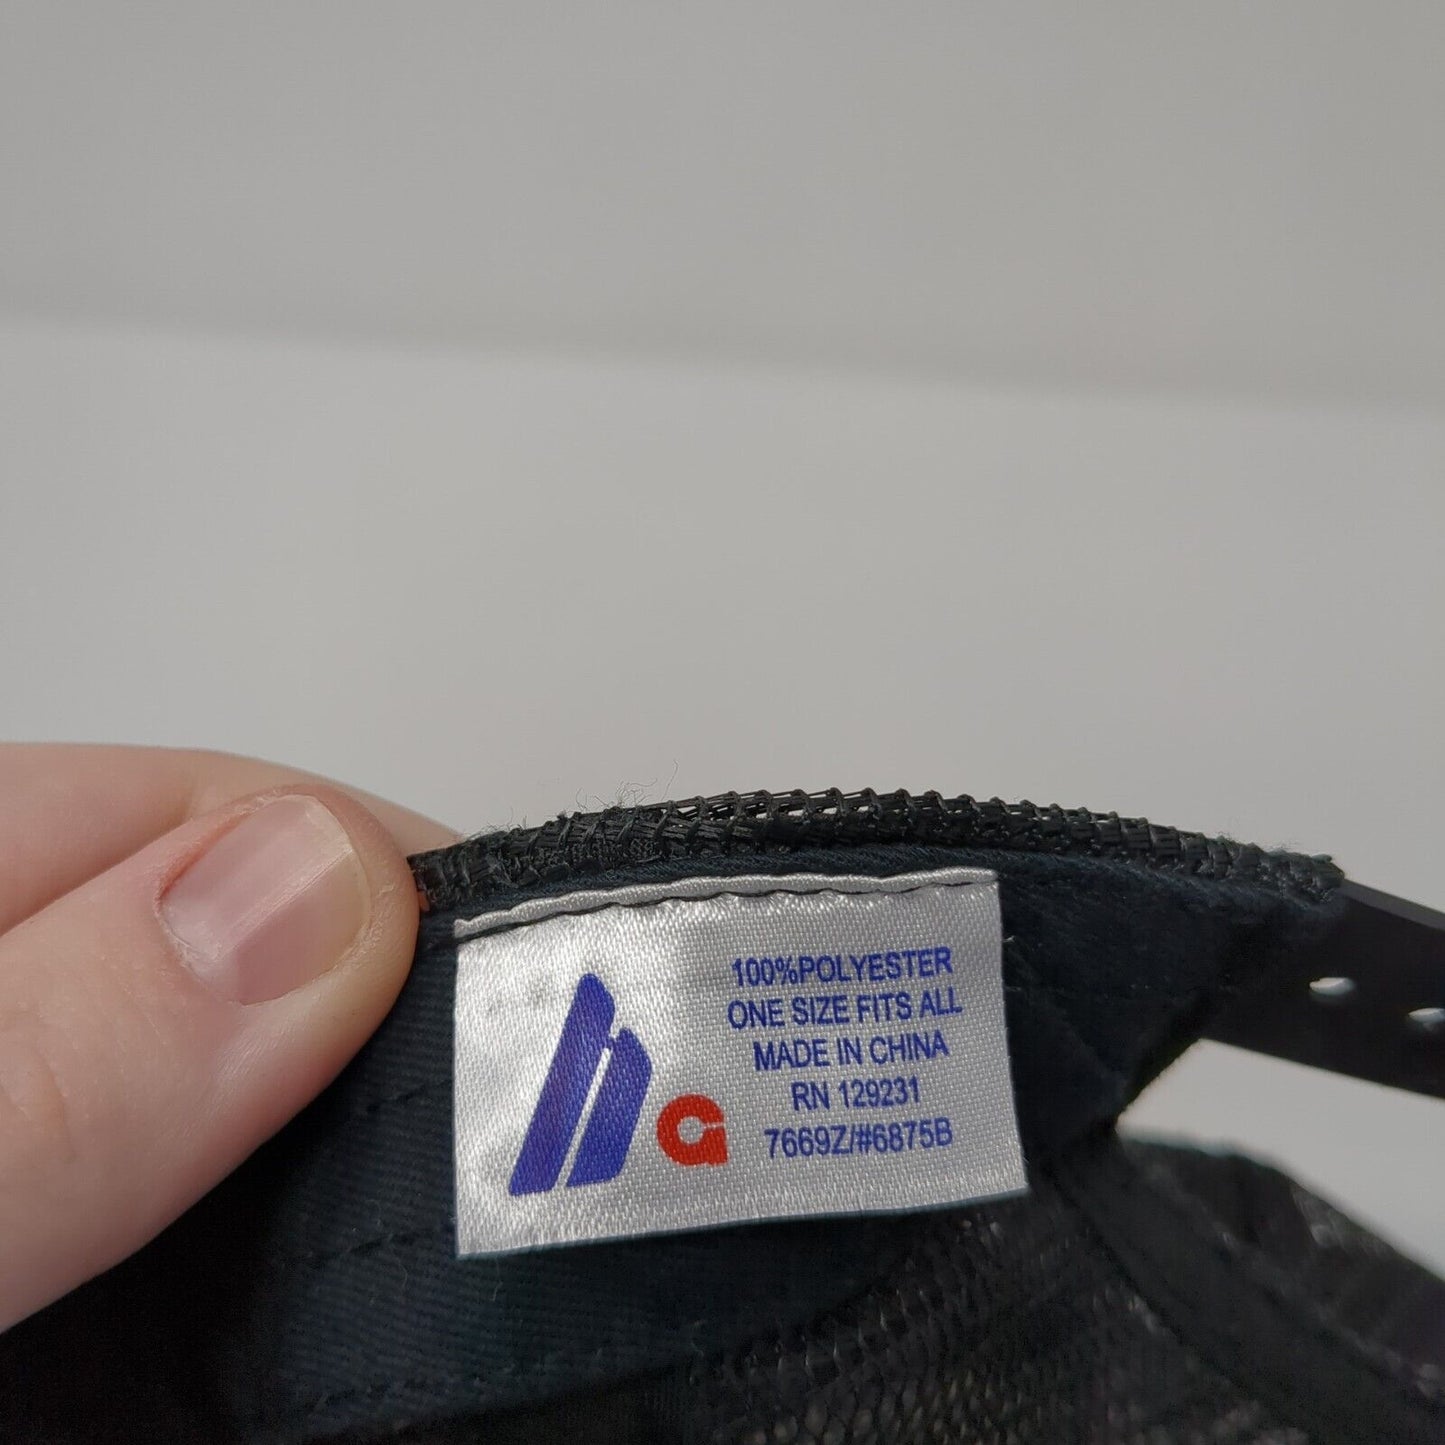 100%POLYESTER
ONE SIZE FITS ALL
MADE IN CHINA
RN 129231
7669Z/#6875B